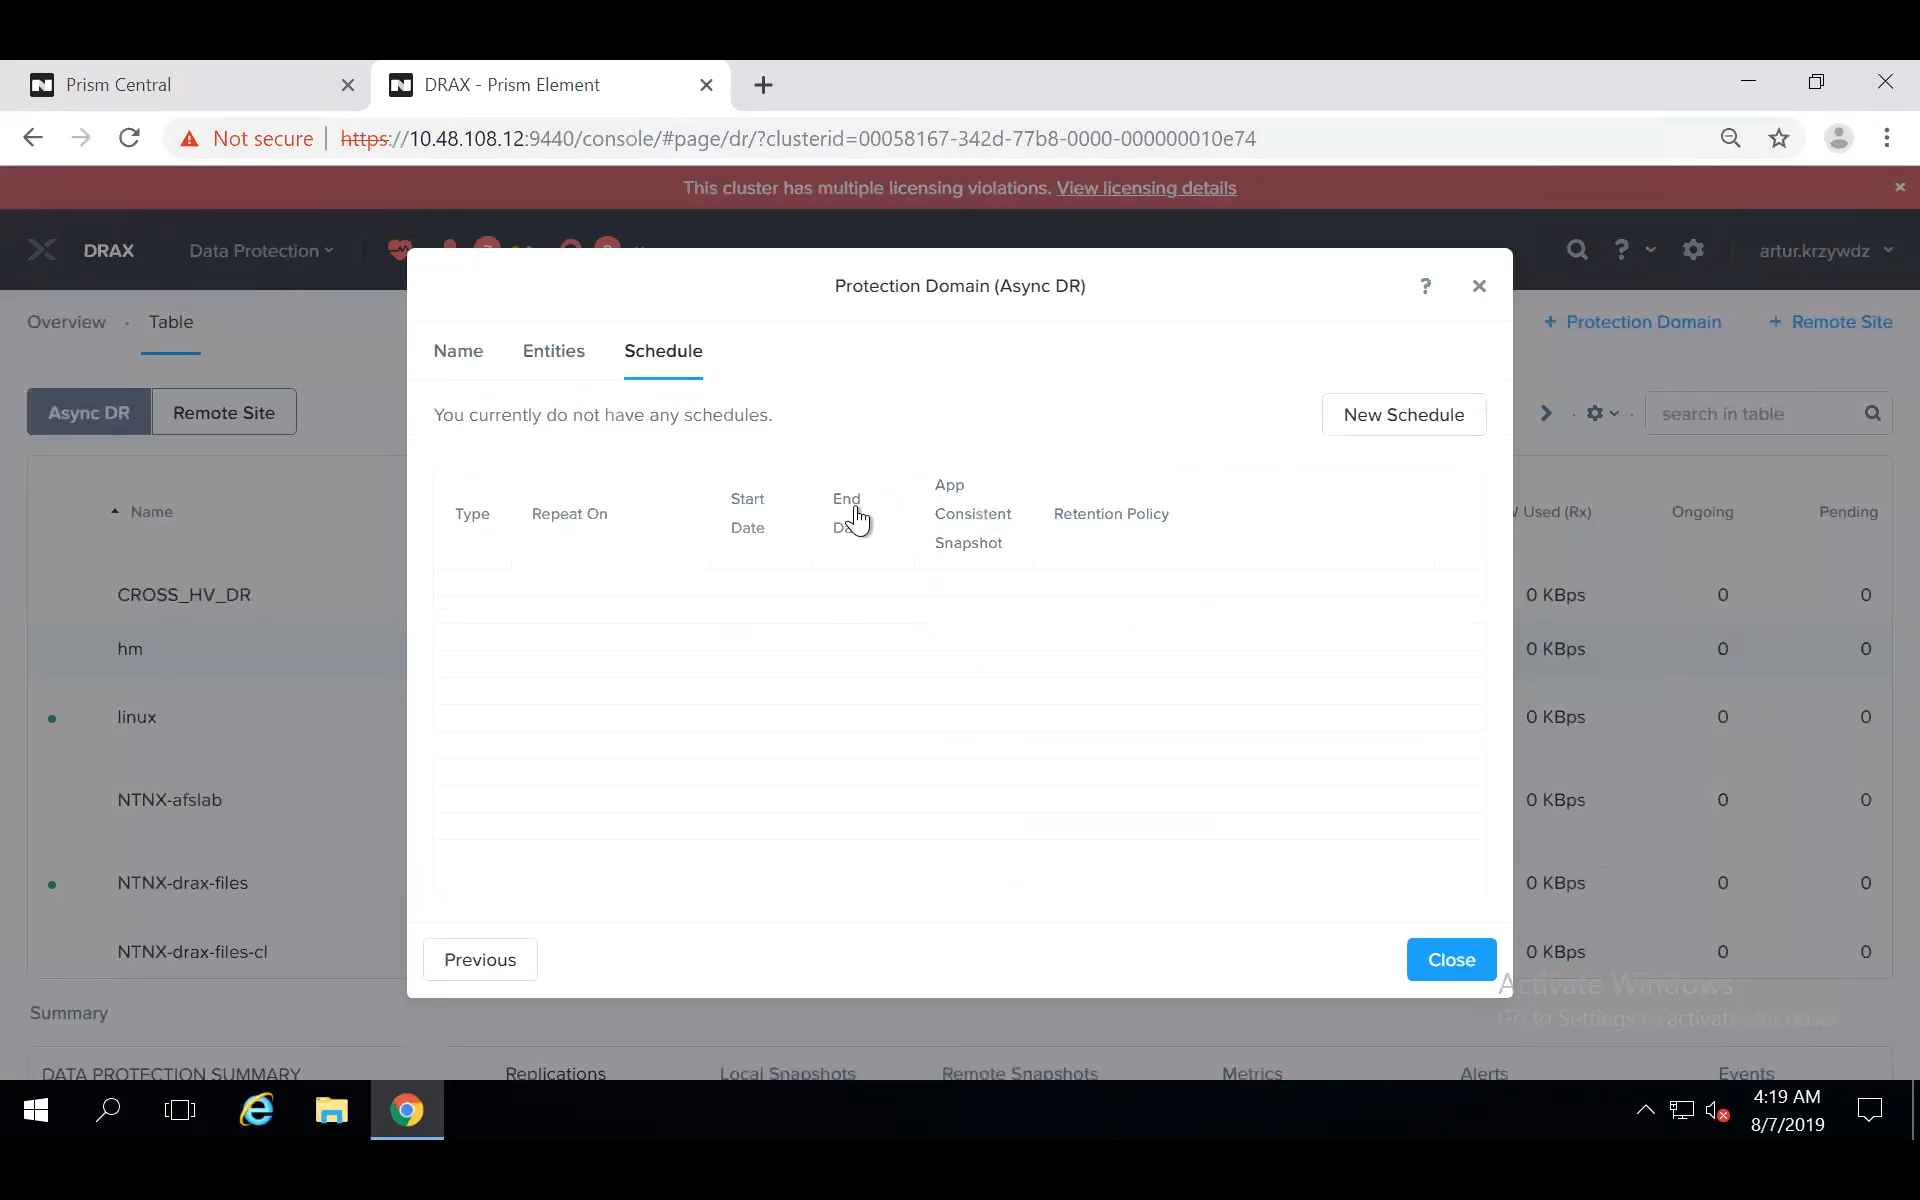 Prism Central
DRAX - Prism Element
Not secure
https://10.48.108.12:9440/console/#page/dr/?clusterid=00058167-342d-77b8-0000-000000010e74
This cluster has multiple licensing violations. View licensing details
DRAX
Data Protection
?
artur.krzywdz
Overview
Table
+ Protection Domain
+ Remote Site
Async DR
Remote Site
search in table
Protection Domain (Async DR)
?
Name
Entities
Schedule
You currently do not have any schedules.
New Schedule
Type
Repeat On
Start
Date
End
App
Consistent
Snapshot
Retention Policy
Previous
Close
Name
Used (Rx)
Ongoing
Pending
CROSS_HV_DR
0 KBps
0
0
hm
0 KBps
0
0
linux
0 KBps
0
0
NTNX-afslab
0 KBps
0
0
NTNX-drax-files
0 KBps
0
0
NTNX-drax-files-cl
0 KBps
0
0
Activate Windows
Go to Settings to activate
Summary
DATA PROTECTION SUMMARY
Replications
Local Snapshots
Remote Snapshots
Metrics
Alerts
Events
4:19 AM
8/7/2019